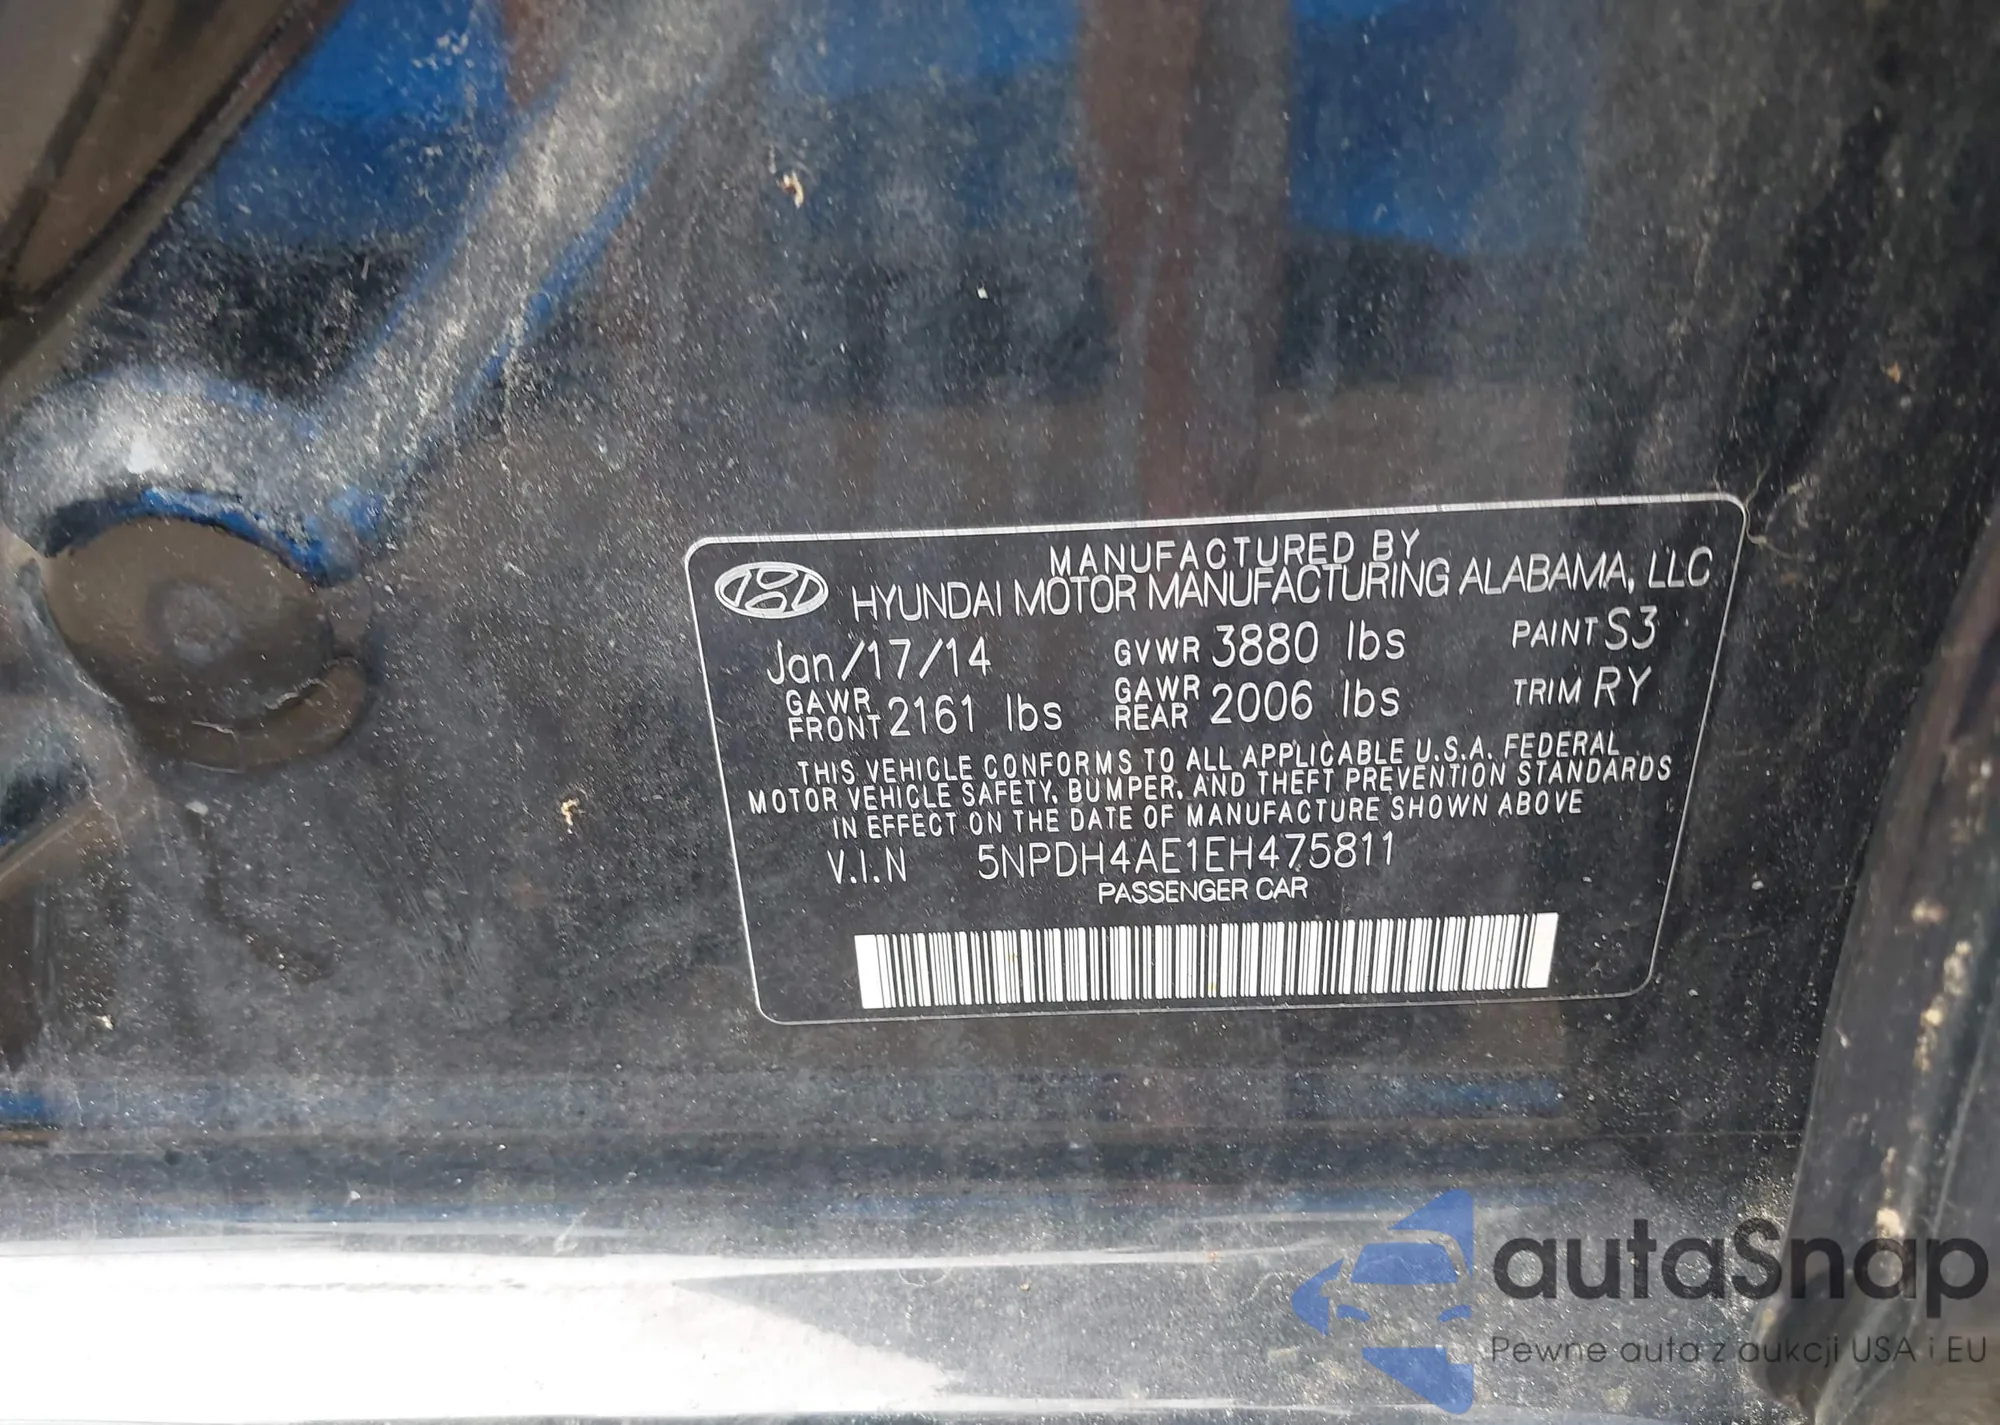 MANUFACTURED BY
HYUNDAI MOTOR MANUFACTURING ALABAMA, LLC
Jan/17/14 GVWR 3880 lbs PAINT S3
GAWR FRONT 2161 lbs GAWR REAR 2006 lbs TRIM RY
THIS VEHICLE CONFORMS TO ALL APPLICABLE U.S.A. FEDERAL
MOTOR VEHICLE SAFETY, BUMPER, AND THEFT PREVENTION STANDARDS
IN EFFECT ON THE DATE OF MANUFACTURE SHOWN ABOVE
V.I.N 5NPDH4AE1EH475811
PASSENGER CAR
autaSnap
Pewne auta z aukcji USA i EU